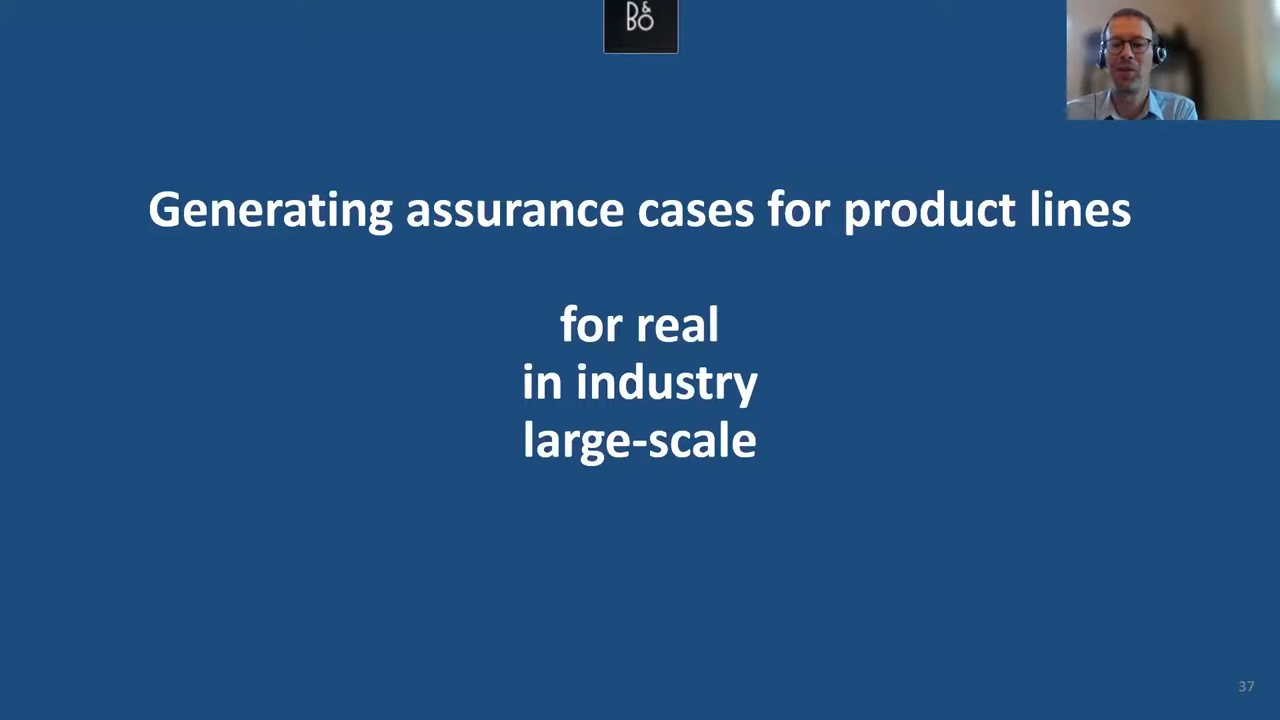 B&O
Generating assurance cases for product lines
for real
in industry
large-scale
37